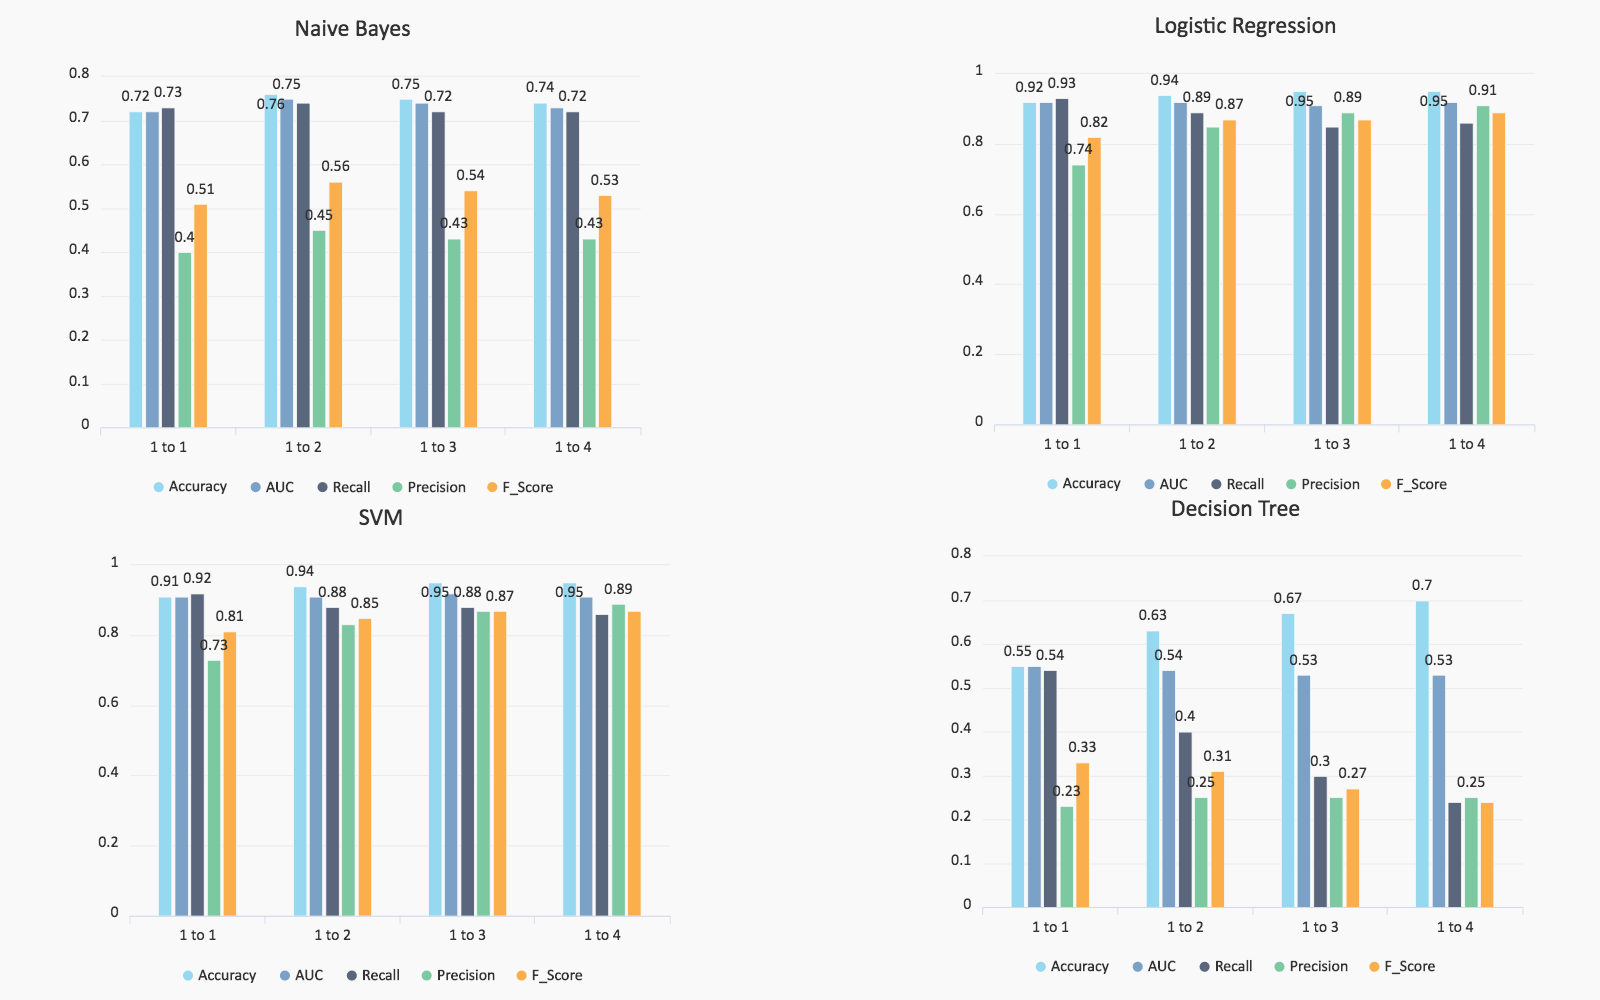 Naive Bayes
0.8
0.7
0.6
0.5
0.4
0.3
0.2
0.1
0
0.72 0.73 0.4 0.51
0.76 0.75 0.45 0.56
0.75 0.72 0.43 0.54
0.74 0.72 0.43 0.53
1 to 1 1 to 2 1 to 3 1 to 4
Accuracy AUC Recall Precision F_Score
Logistic Regression
1
0.8
0.6
0.4
0.2
0
0.92 0.93 0.74 0.82
0.94 0.89 0.87
0.95 0.89
0.95 0.91
1 to 1 1 to 2 1 to 3 1 to 4
Accuracy AUC Recall Precision F_Score
SVM
1
0.8
0.6
0.4
0.2
0
0.91 0.92 0.73 0.81
0.94 0.88 0.85
0.95 0.88 0.87
0.95 0.89
1 to 1 1 to 2 1 to 3 1 to 4
Accuracy AUC Recall Precision F_Score
Decision Tree
0.8
0.7
0.6
0.5
0.4
0.3
0.2
0.1
0
0.55 0.54 0.23 0.33
0.63 0.54 0.4 0.25 0.31
0.67 0.53 0.3 0.27
0.7 0.53 0.25
1 to 1 1 to 2 1 to 3 1 to 4
Accuracy AUC Recall Precision F_Score